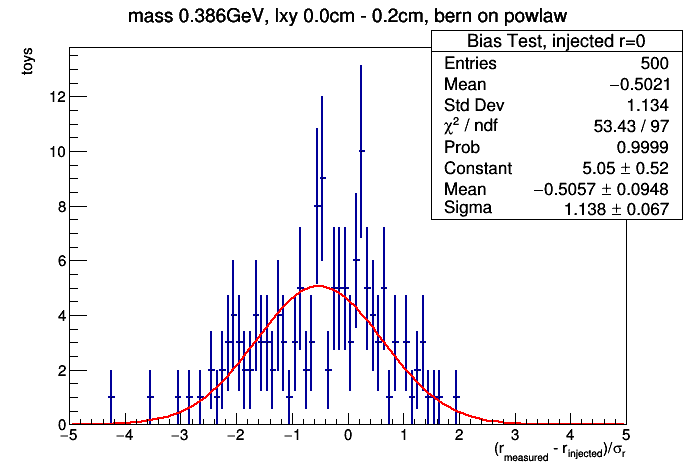 mass 0.386GeV, lxy 0.0cm - 0.2cm, bern on powlaw
toys
Bias Test, injected r=0
Entries 500
Mean −0.5021
Std Dev 1.134
χ² / ndf 53.43 / 97
Prob 0.9999
Constant 5.05 ± 0.52
Mean −0.5057 ± 0.0948
Sigma 1.138 ± 0.067
12
10
8
6
4
2
0
−5 −4 −3 −2 −1 0 1 2 3 4 5
(r_measured - r_injected)/σ_r